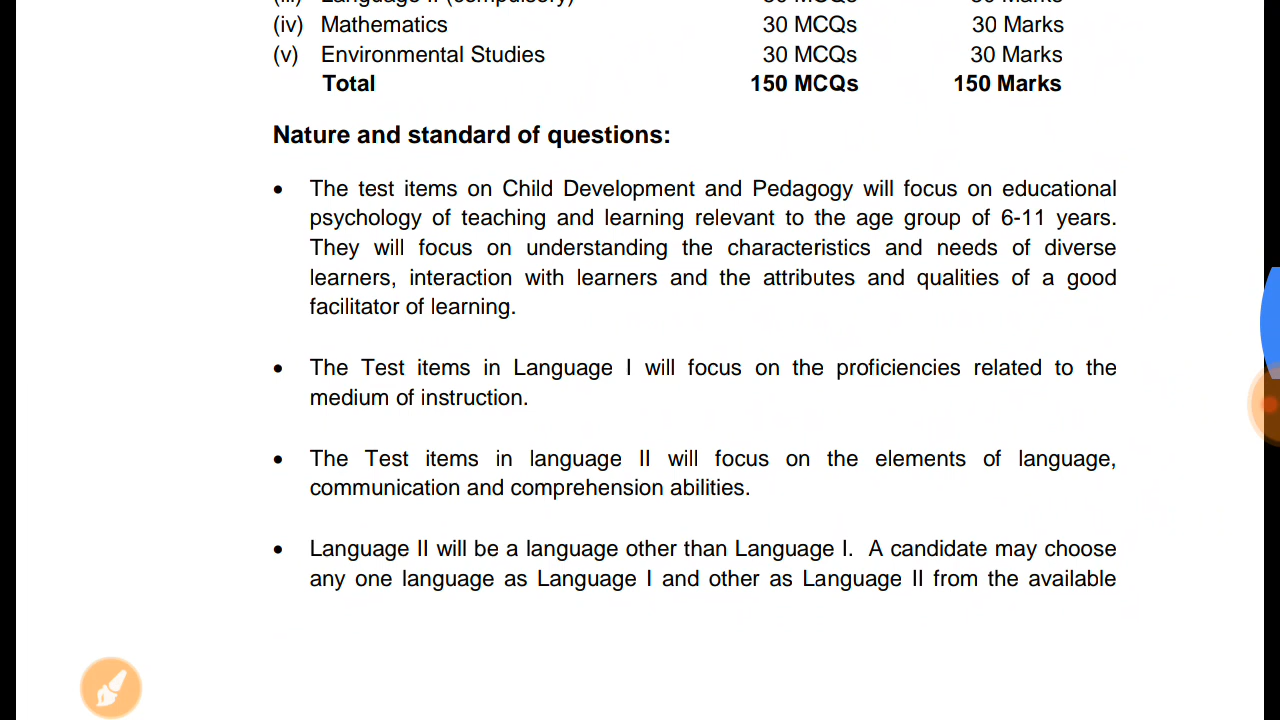 (iv) Mathematics 30 MCQs 30 Marks
(v) Environmental Studies 30 MCQs 30 Marks
Total 150 MCQs 150 Marks
Nature and standard of questions:
• The test items on Child Development and Pedagogy will focus on educational
psychology of teaching and learning relevant to the age group of 6-11 years.
They will focus on understanding the characteristics and needs of diverse
learners, interaction with learners and the attributes and qualities of a good
facilitator of learning.
• The Test items in Language I will focus on the proficiencies related to the
medium of instruction.
• The Test items in language II will focus on the elements of language,
communication and comprehension abilities.
• Language II will be a language other than Language I. A candidate may choose
any one language as Language I and other as Language II from the available